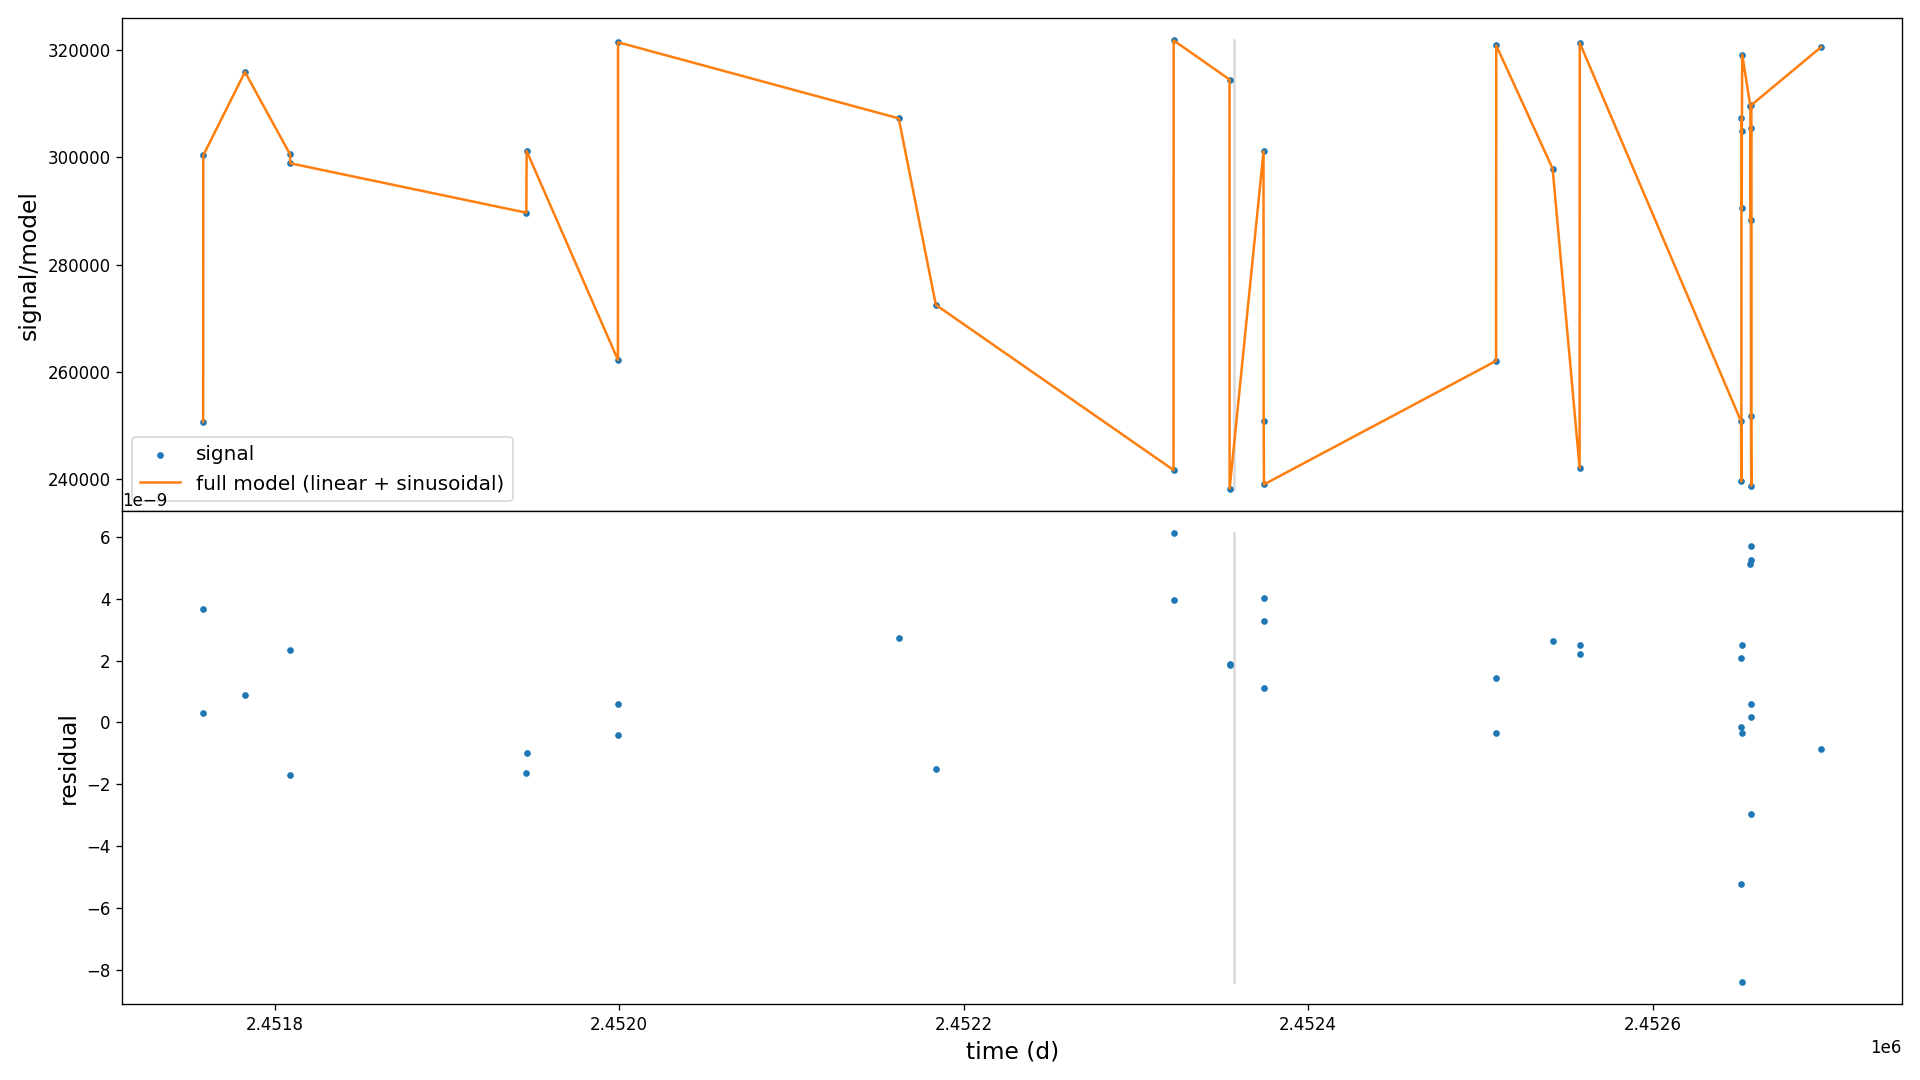 signal/model
320000
300000
280000
260000
240000
signal
full model (linear + sinusoidal)
1e−9
residual
6
4
2
0
−2
−4
−6
−8
2.4518
2.4520
2.4522
2.4524
2.4526
time (d)
1e6